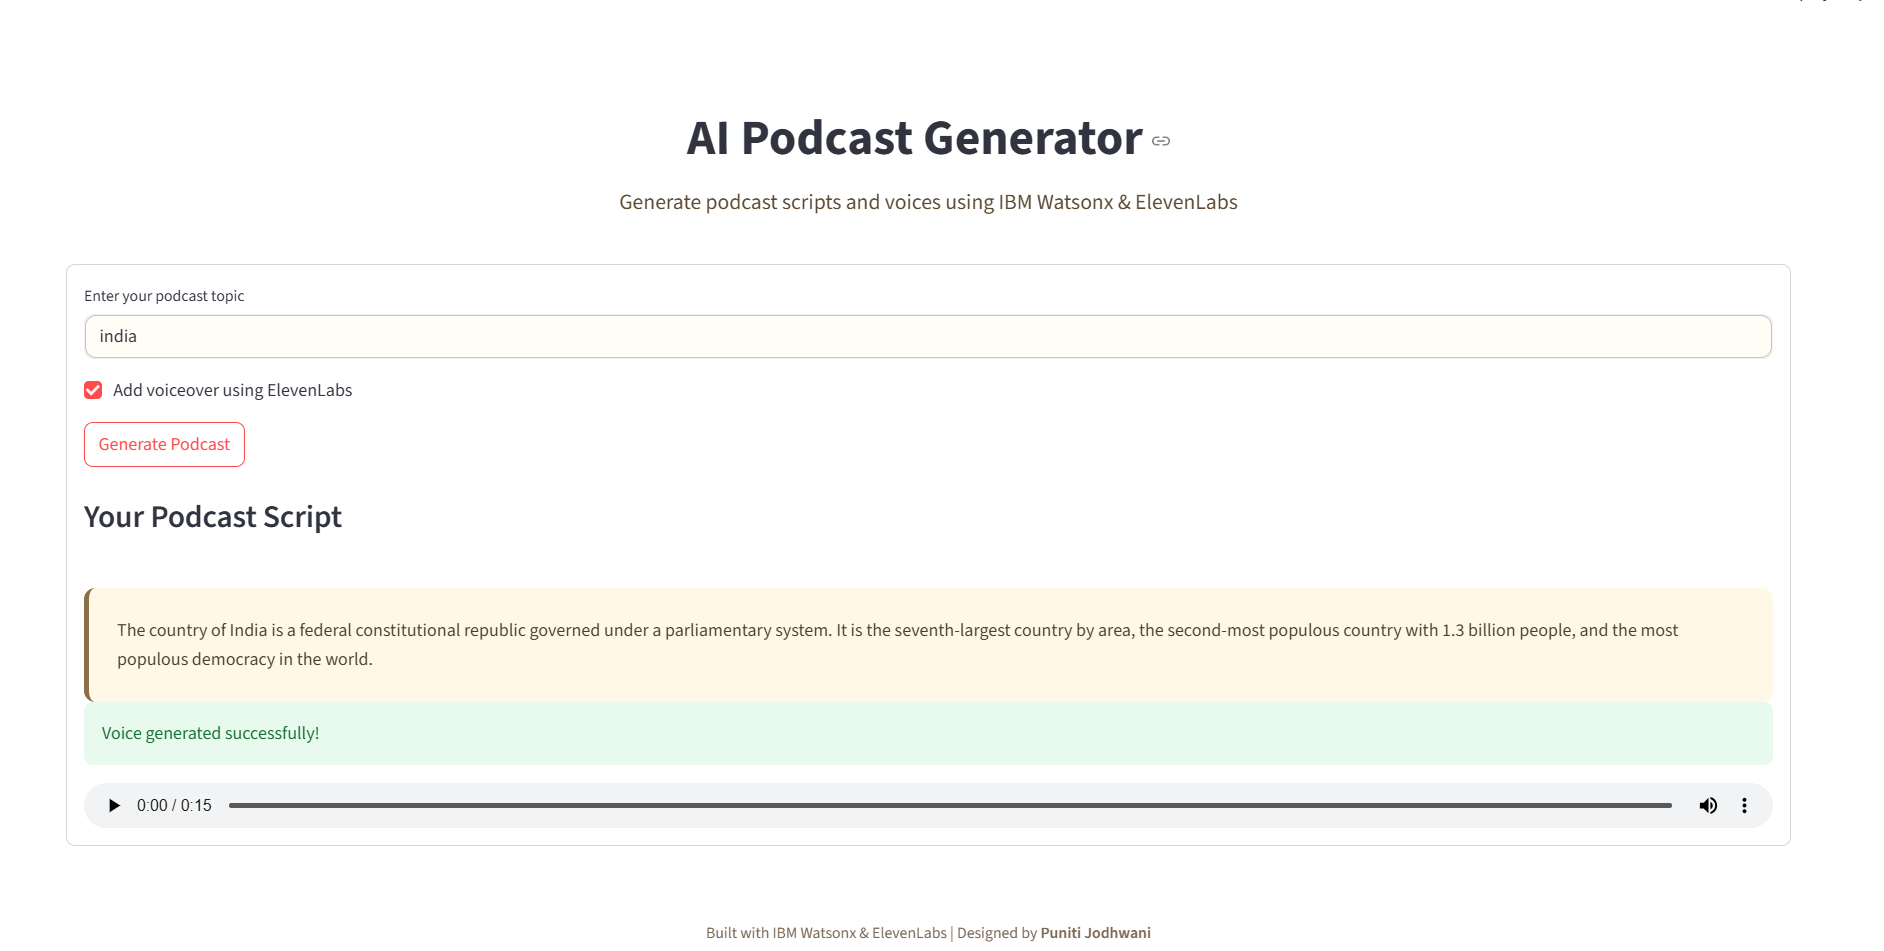 AI Podcast Generator
Generate podcast scripts and voices using IBM Watsonx & ElevenLabs
Enter your podcast topic
india
Add voiceover using ElevenLabs
Generate Podcast
Your Podcast Script
The country of India is a federal constitutional republic governed under a parliamentary system. It is the seventh-largest country by area, the second-most populous country with 1.3 billion people, and the most
populous democracy in the world.
Voice generated successfully!
0:00 / 0:15
Built with IBM Watsonx & ElevenLabs | Designed by Puniti Jodhwani